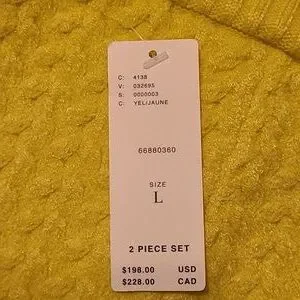 C: 4138
V: 032695
S: 0000003
C: YEL/JAUNE
66880360
SIZE
L
2 PIECE SET
$198.00 USD
$228.00 CAD